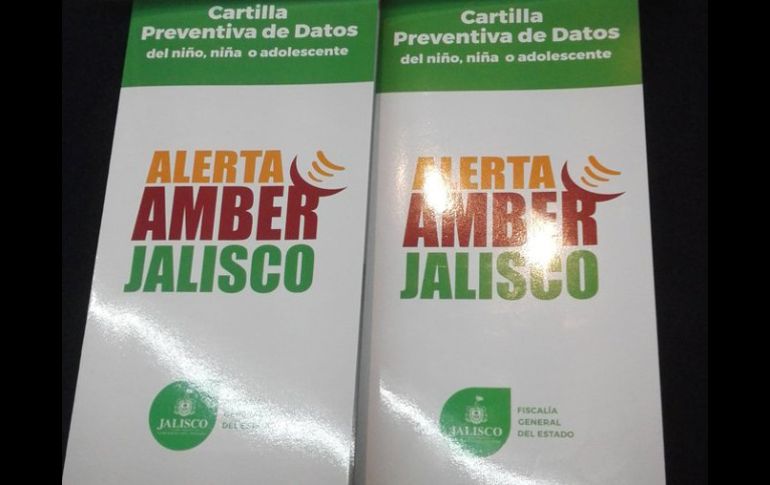 Cartilla
Preventiva de Datos
del niño, niña o adolescente
ALERTA
AMBER
JALISCO
JALISCO
GENERAL
DEL ESTADO
Cartilla
Preventiva de Datos
del niño, niña o adolescente
ALERTA
AMBER
JALISCO
JALISCO
FISCALÍA
GENERAL
DEL ESTADO